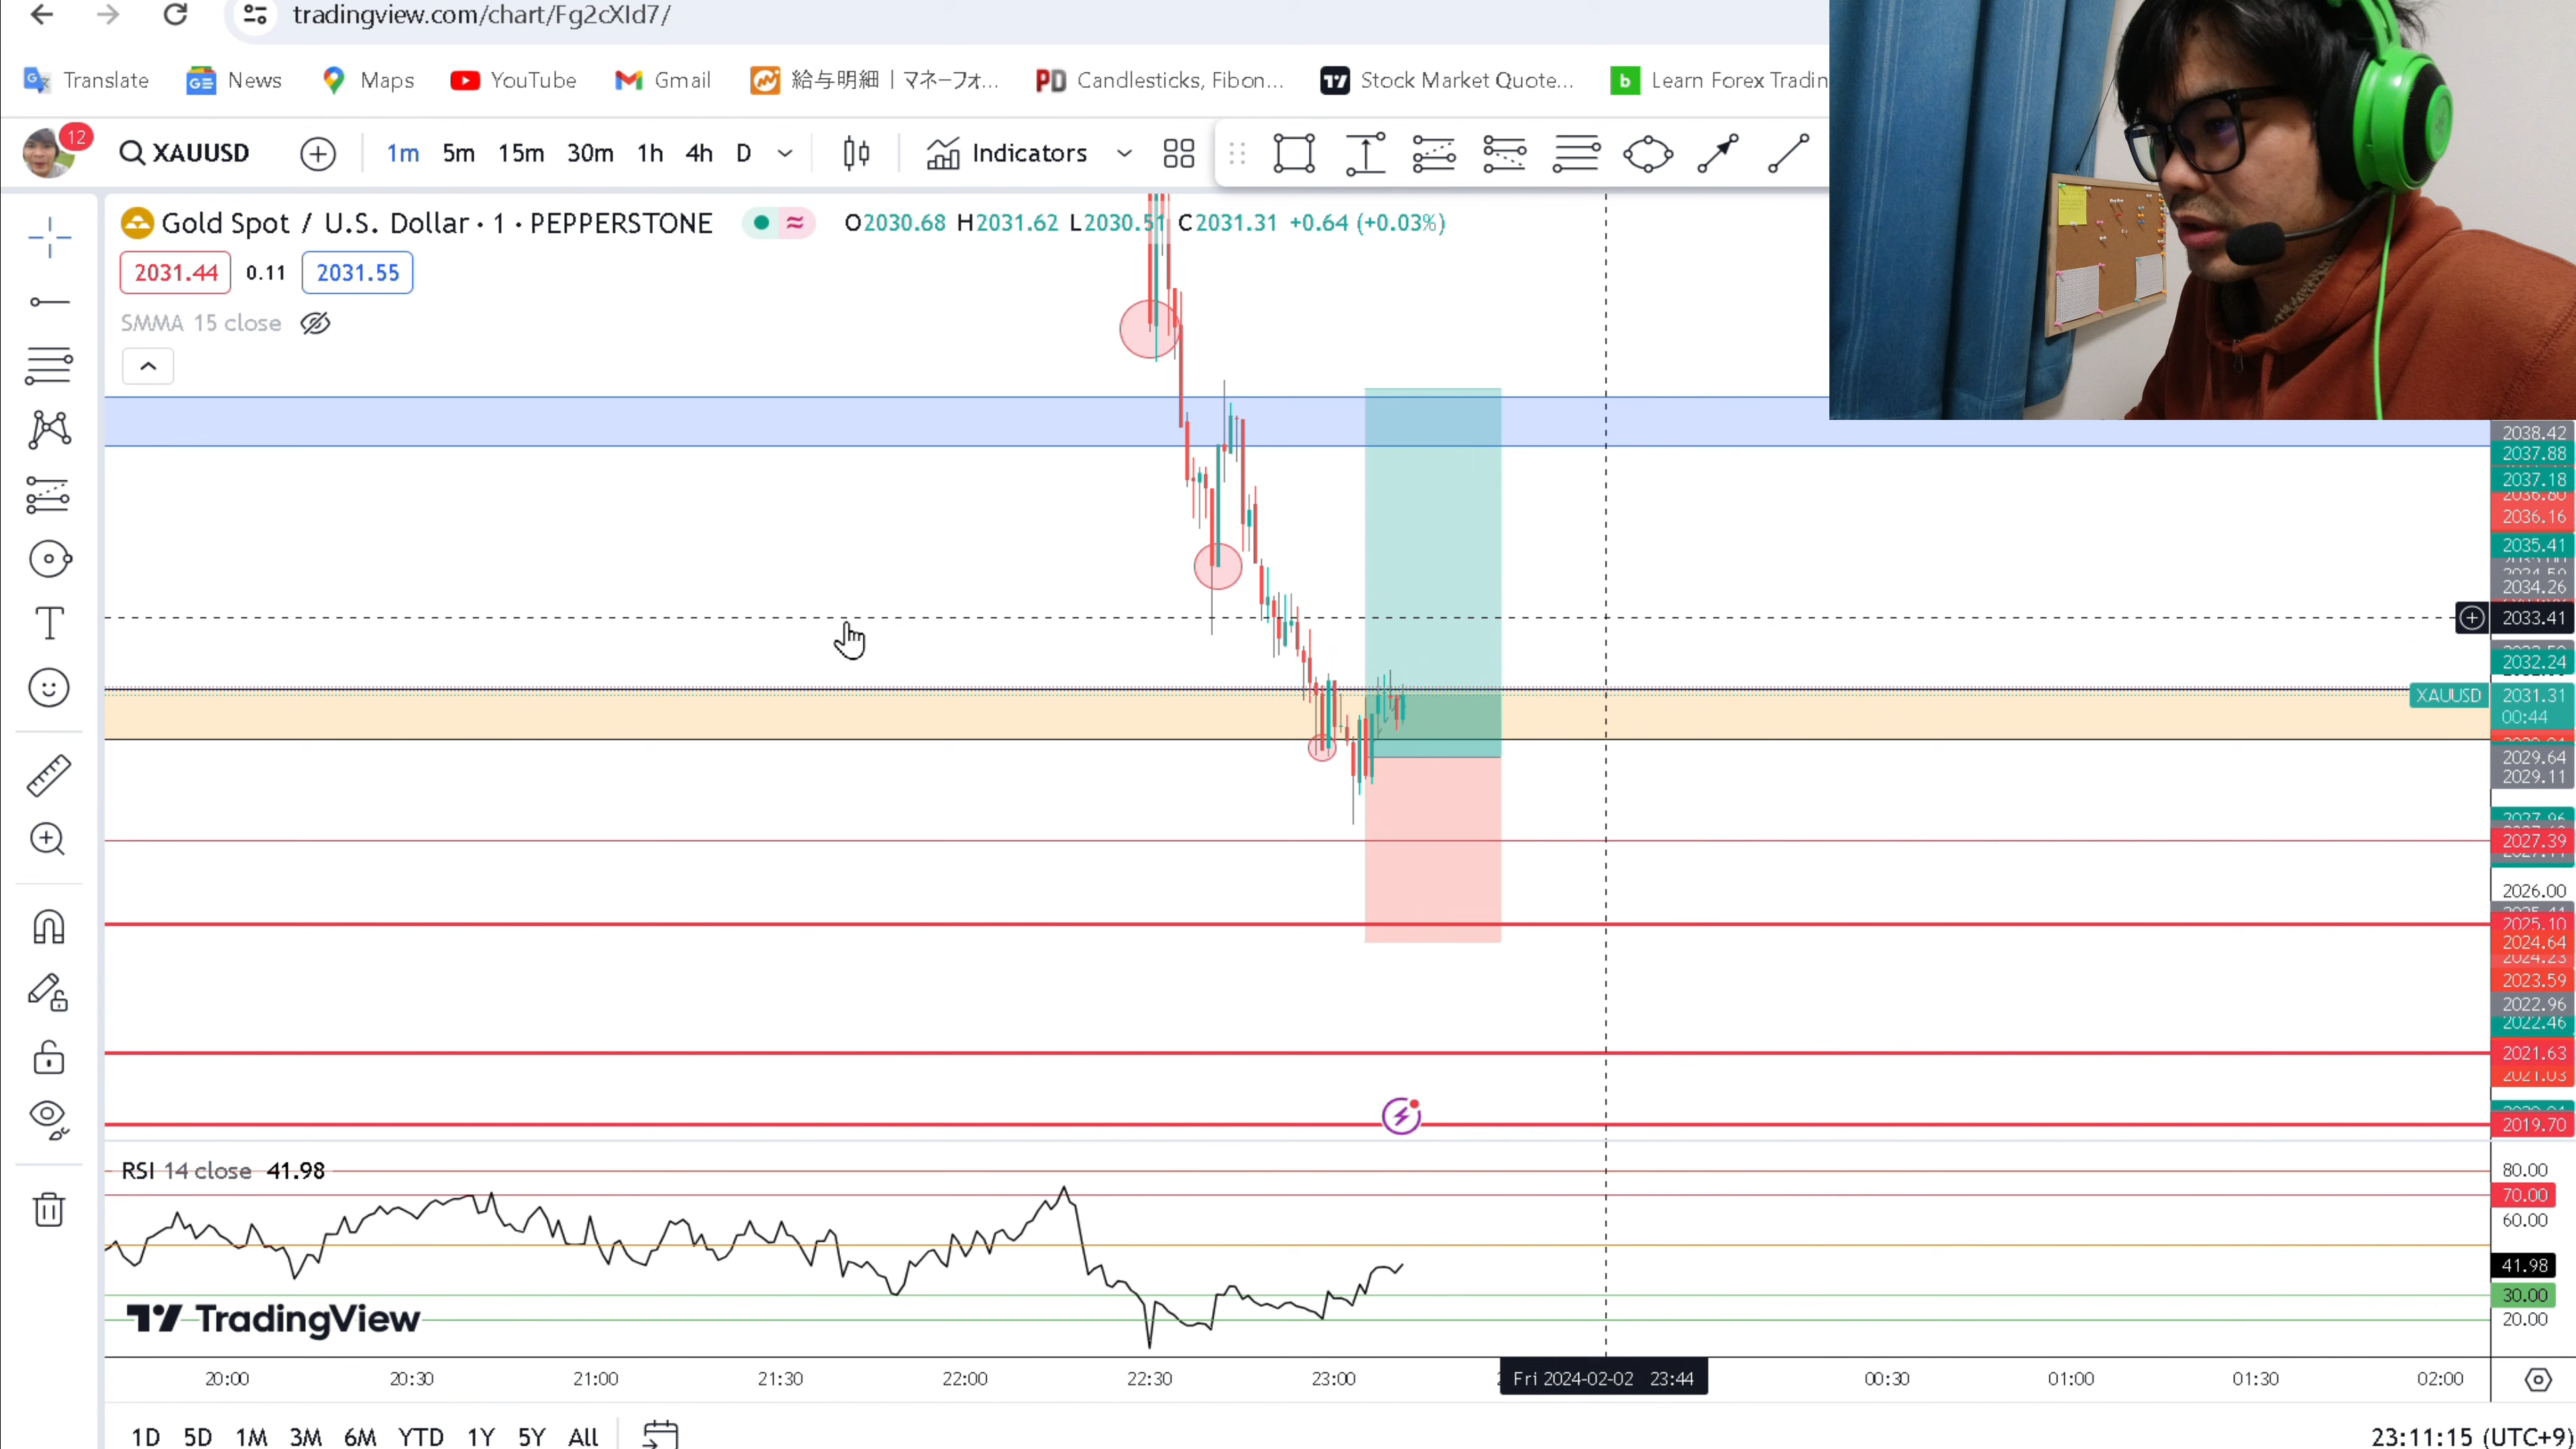 tradingview.com/chart/Fg2cXId7/
Translate News Maps YouTube Gmail 給与明細 | マネーフォ... Candlesticks, Fibon... Stock Market Quote... Learn Forex Tradin
12 XAUUSD 1m 5m 15m 30m 1h 4h D Indicators
Gold Spot / U.S. Dollar · 1 · PEPPERSTONE O2030.68 H2031.62 L2030.51 C2031.31 +0.64 (+0.03%)
2031.44 0.11 2031.55
SMMA 15 close
2038.42
2037.88
2037.18
2036.80
2036.16
2035.41
2034.26
2033.41
2032.24
XAUUSD 2031.31
00:44
2029.64
2029.11
2027.96
2027.39
2026.00
2025.10
2024.64
2024.23
2023.59
2022.96
2022.46
2021.63
2021.03
2019.70
RSI 14 close 41.98
80.00
70.00
60.00
41.98
30.00
20.00
TradingView
20:00 20:30 21:00 21:30 22:00 22:30 23:00 Fri 2024-02-02 23:44 00:30 01:00 01:30 02:00
1D 5D 1M 3M 6M YTD 1Y 5Y All 23:11:15 (UTC+9)